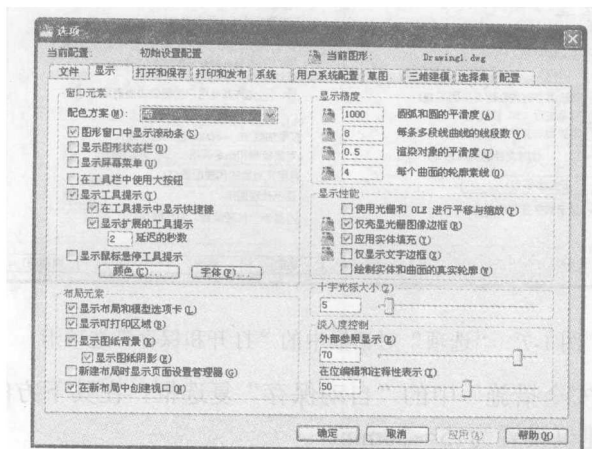 选项
当前配置: 初始设置配置 当前图形: Drawing1.dwg
文件 显示 打开和保存 打印和发布 系统 用户系统配置 草图 三维建模 选择集 配置
窗口元素
配色方案(M):
图形窗口中显示滚动条(S)
显示图形状态栏(D)
显示屏幕菜单(U)
在工具栏中使用大按钮
显示工具提示(T)
在工具提示中显示快捷键
显示扩展的工具提示
2 延迟的秒数
显示鼠标悬停工具提示
颜色(C)... 字体(F)...
布局元素
显示布局和模型选项卡(L)
显示可打印区域(B)
显示图纸背景(K)
显示图纸阴影(E)
新建布局时显示页面设置管理器(G)
在新布局中创建视口(N)
显示精度
1000 圆弧和圆的平滑度(A)
8 每条多段线曲线的线段数(V)
0.5 渲染对象的平滑度(J)
4 每个曲面的轮廓素线(O)
显示性能
使用光栅和 OLE 进行平移与缩放(P)
仅亮显光栅图像边框(R)
应用实体填充(Y)
仅显示文字边框(X)
绘制实体和曲面的真实轮廓(W)
十字光标大小(Z)
5
淡入度控制
外部参照显示(E)
70
在位编辑和注释性表示(I)
50
确定 取消 应用(A) 帮助(H)